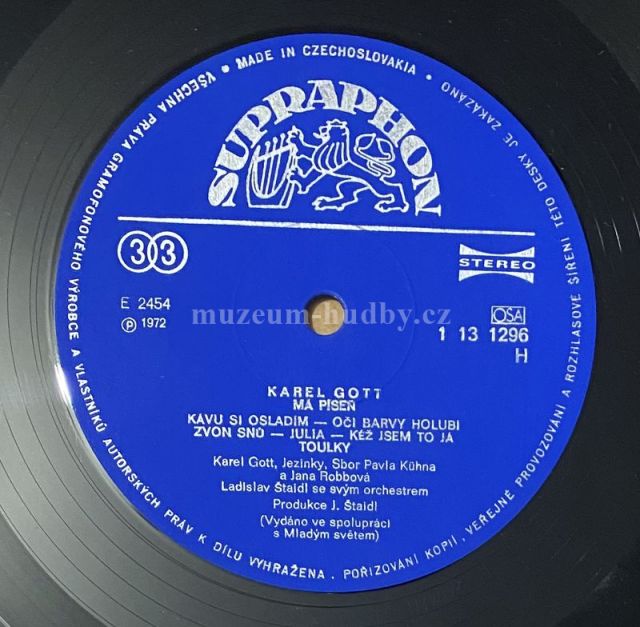 VŠECHNA PRÁVA GRAMOFONOVÉHO VÝROBCE A VLASTNÍKŮ AUTORSKÝCH PRÁV K DÍLU VYHRAŽENA. POŘIZOVÁNÍ KOPIÍ, VEŘEJNÉ PROVOZOVÁNÍ A ROZHLASOVÉ ŠÍŘENÍ TÉTO DESKY JE ZAKÁZÁNO
• MADE IN CZECHOSLOVAKIA •
SUPRAPHON
33
STEREO
E 2454
℗ 1972
muzeum-hudby.cz
OSA
1 13 1296
H
KAREL GOTT
MÁ PÍSEŇ
KÁVU SI OSLADÍM — OČI BARVY HOLUBÍ
ZVON SNŮ — JULIA — KÉŽ JSEM TO JÁ
TOULKY
Karel Gott, Jezinky, Sbor Pavla Kühna
a Jana Robbová
Ladislav Štaidl se svým orchestrem
Produkce J. Štaidl
(Vydáno ve spolupráci
s Mladým světem)